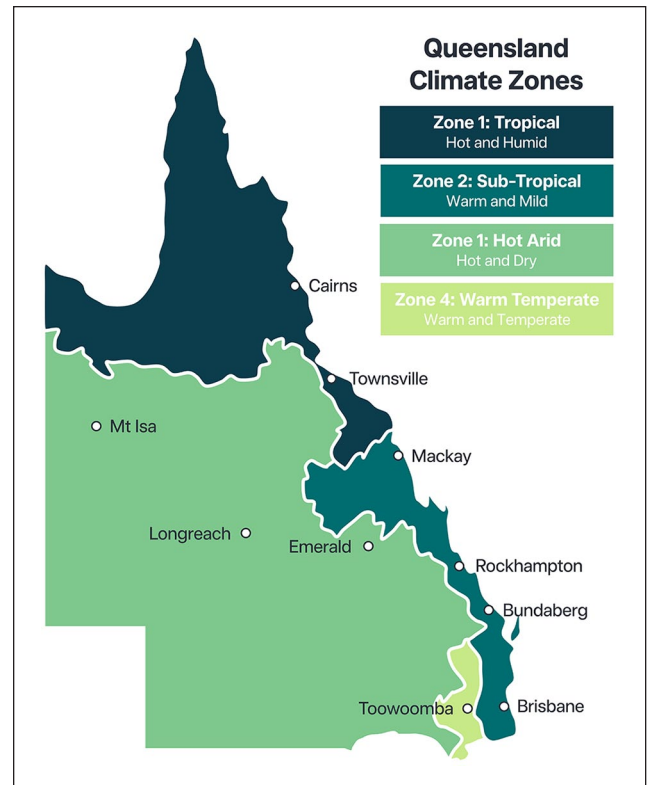 Queensland
Climate Zones
Zone 1: Tropical
Hot and Humid
Zone 2: Sub-Tropical
Warm and Mild
Zone 1: Hot Arid
Hot and Dry
Zone 4: Warm Temperate
Warm and Temperate
Cairns
Townsville
Mt Isa
Mackay
Longreach
Emerald
Rockhampton
Bundaberg
Toowoomba
Brisbane